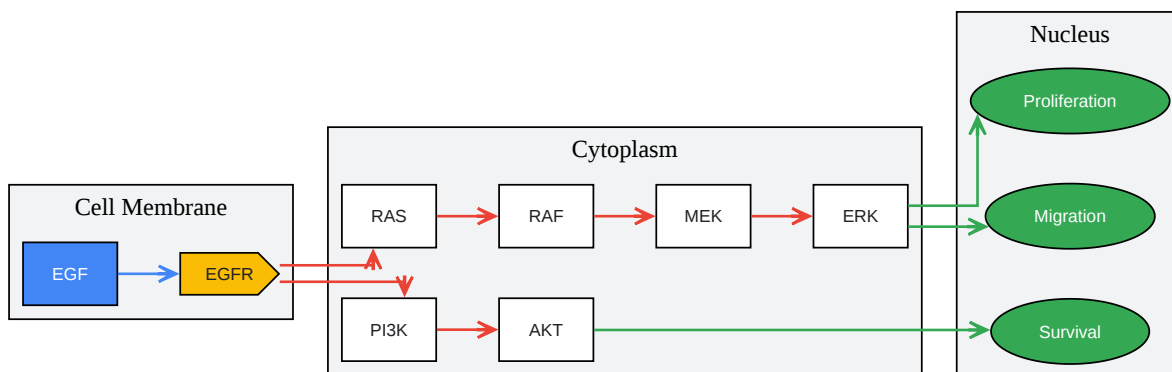 Cell Membrane
EGF
EGFR
Cytoplasm
RAS
RAF
MEK
ERK
PI3K
AKT
Nucleus
Proliferation
Migration
Survival